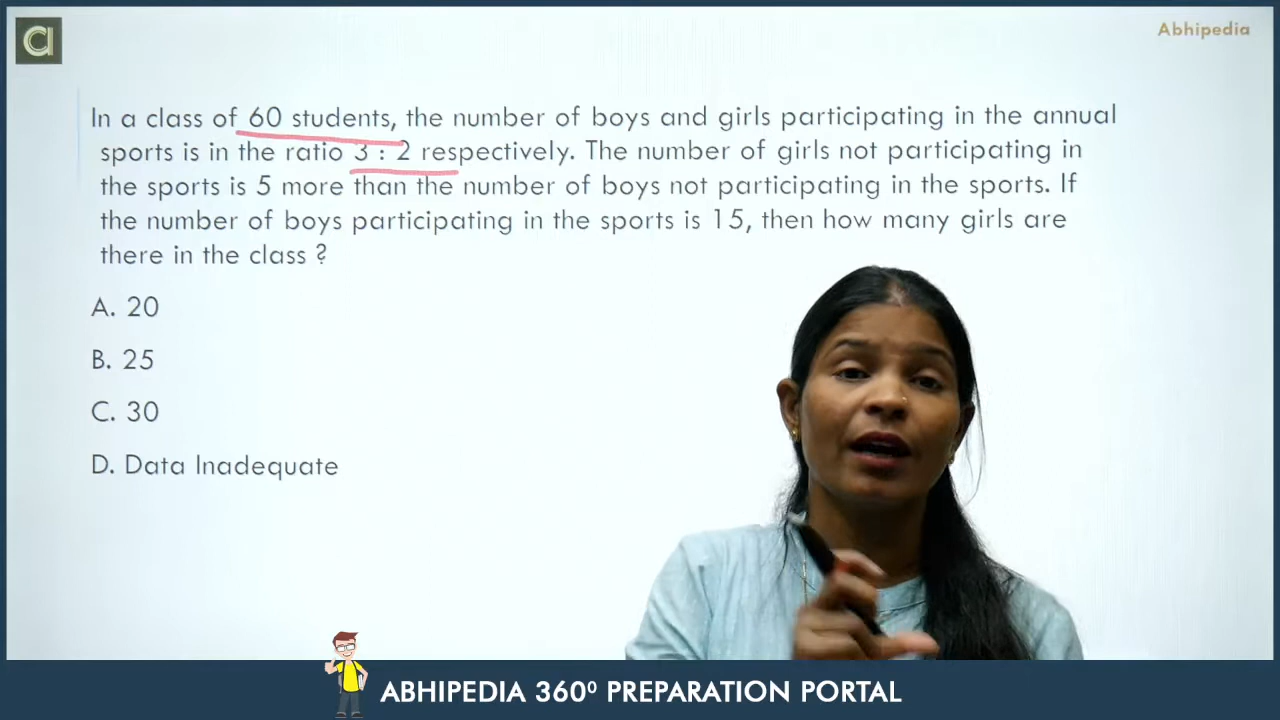 Abhipedia
In a class of 60 students, the number of boys and girls participating in the annual
sports is in the ratio 3 : 2 respectively. The number of girls not participating in
the sports is 5 more than the number of boys not participating in the sports. If
the number of boys participating in the sports is 15, then how many girls are
there in the class ?
A. 20
B. 25
C. 30
D. Data Inadequate
ABHIPEDIA 360⁰ PREPARATION PORTAL